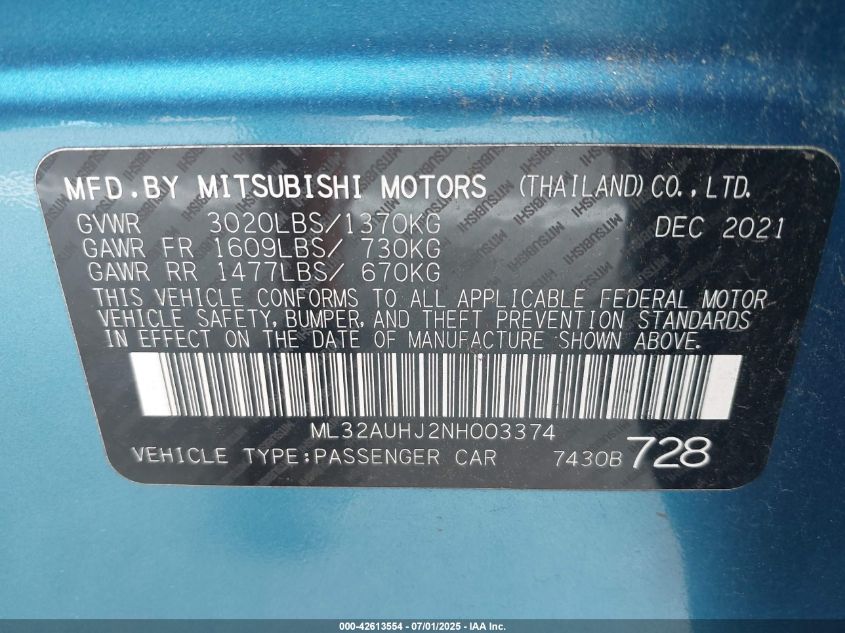 MFD.BY MITSUBISHI MOTORS (THAILAND) CO.,LTD.
GVWR 3020LBS/1370KG DEC 2021
GAWR FR 1609LBS/ 730KG
GAWR RR 1477LBS/ 670KG
THIS VEHICLE CONFORMS TO ALL APPLICABLE FEDERAL MOTOR
VEHICLE SAFETY, BUMPER, AND THEFT PREVENTION STANDARDS
IN EFFECT ON THE DATE OF MANUFACTURE SHOWN ABOVE.
ML32AUHJ2NH003374
VEHICLE TYPE:PASSENGER CAR 7430B 728
000-42613554 - 07/01/2025 - IAA Inc.